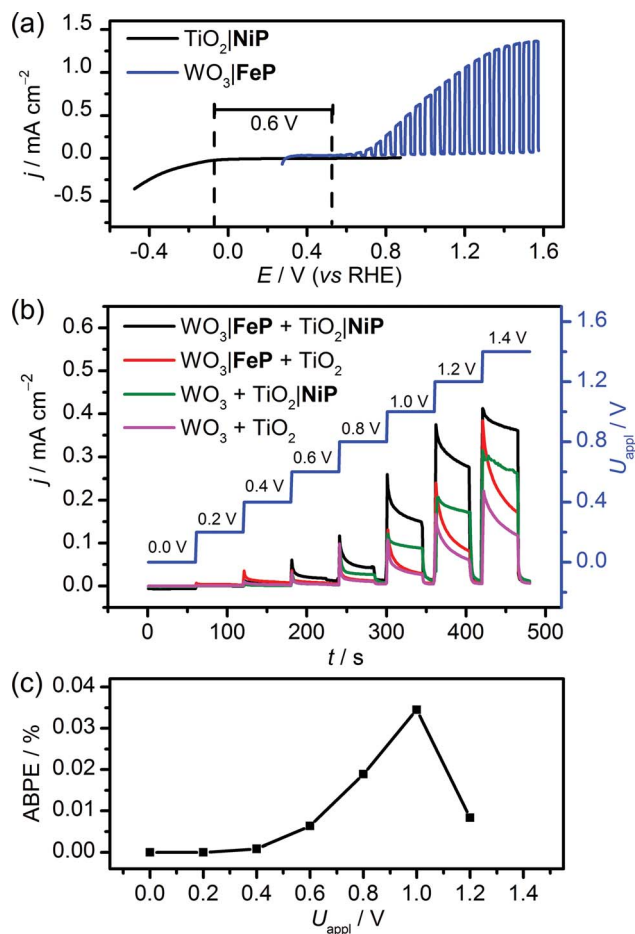 (a)
TiO₂|NiP
WO₃|FeP
0.6 V
j / mA cm⁻²
1.5
1.0
0.5
0.0
-0.5
-0.4
0.0
0.4
0.8
1.2
1.6
E / V (vs RHE)
(b)
WO₃|FeP + TiO₂|NiP
WO₃|FeP + TiO₂
WO₃ + TiO₂|NiP
WO₃ + TiO₂
0.0 V
0.2 V
0.4 V
0.6 V
0.8 V
1.0 V
1.2 V
1.4 V
j / mA cm⁻²
0.6
0.5
0.4
0.3
0.2
0.1
0.0
1.6
1.2
0.8
0.4
0.0
U appl / V
0
100
200
300
400
500
t / s
(c)
ABPE / %
0.04
0.03
0.02
0.01
0.00
0.0
0.2
0.4
0.6
0.8
1.0
1.2
1.4
U appl / V